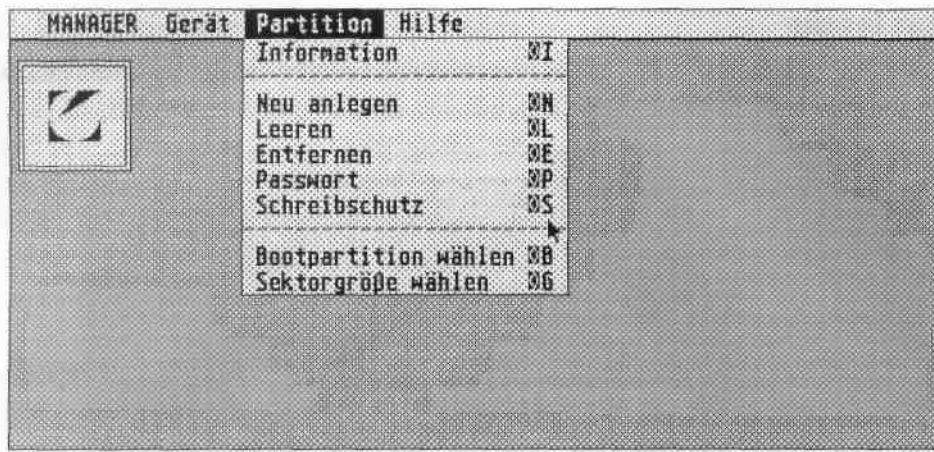 MANAGER Gerät Partition Hilfe
Information ⌧I
Neu anlegen ⌧N
Leeren ⌧L
Entfernen ⌧E
Passwort ⌧P
Schreibschutz ⌧S
Bootpartition wählen ⌧B
Sektorgröße wählen ⌧G